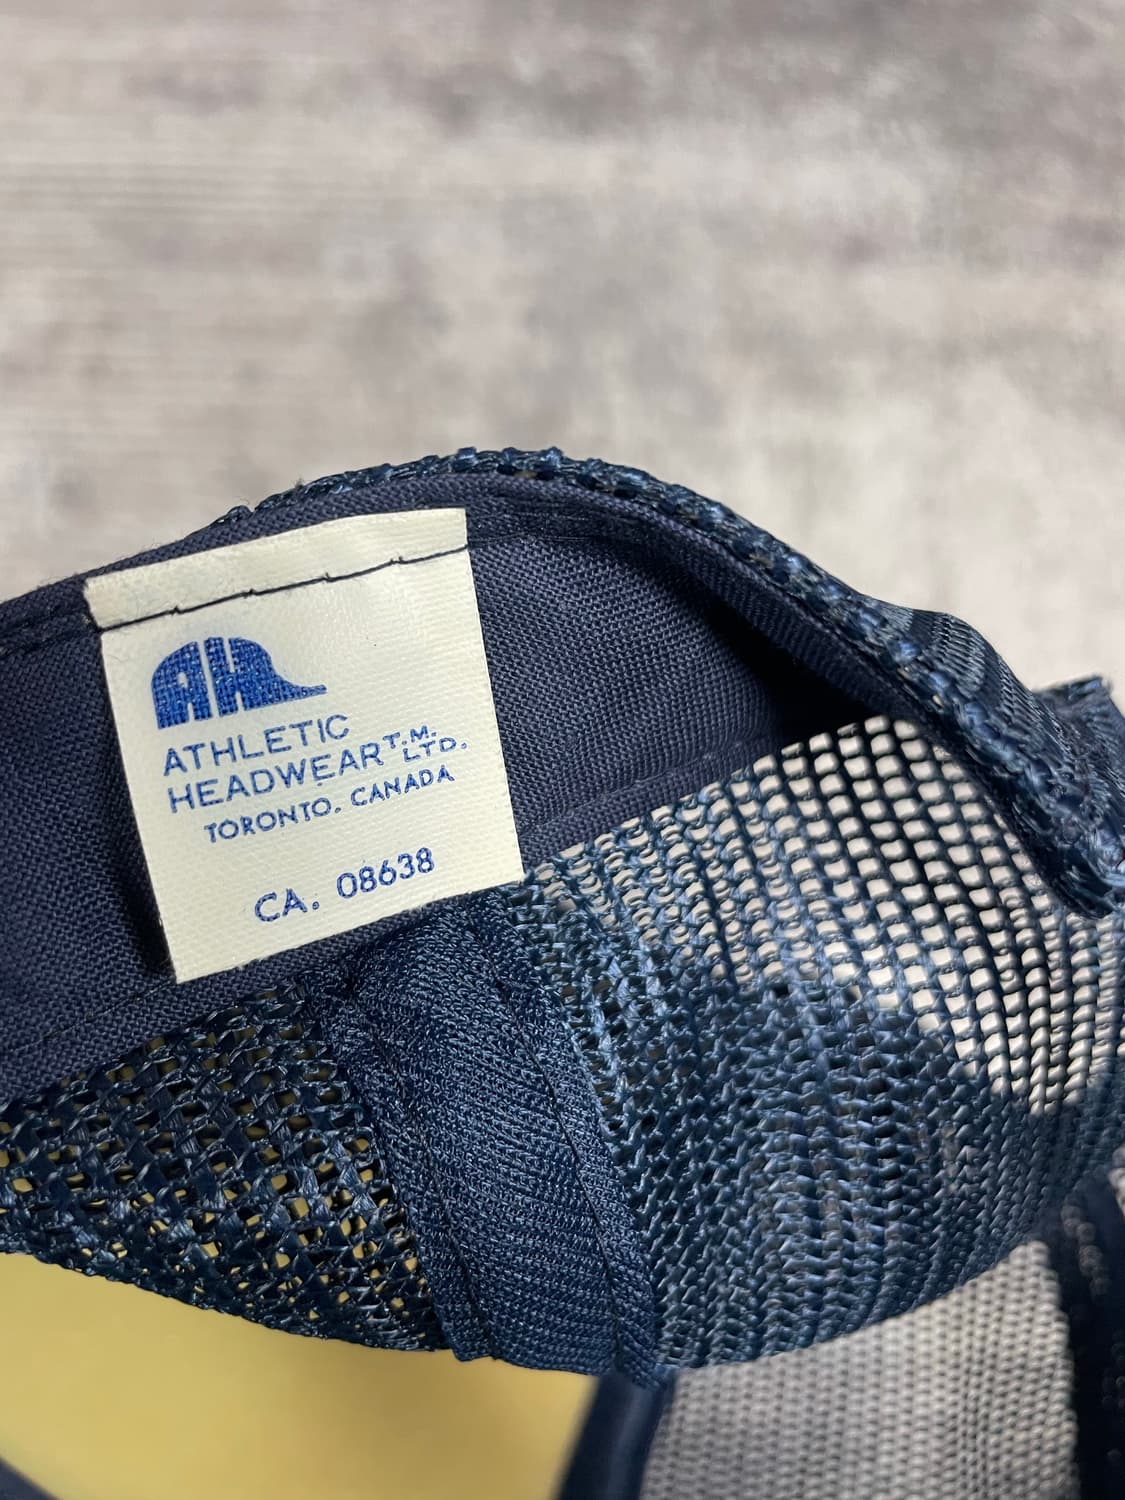 AH
ATHLETIC
HEADWEAR T.M. LTD.
TORONTO. CANADA
CA. 08638